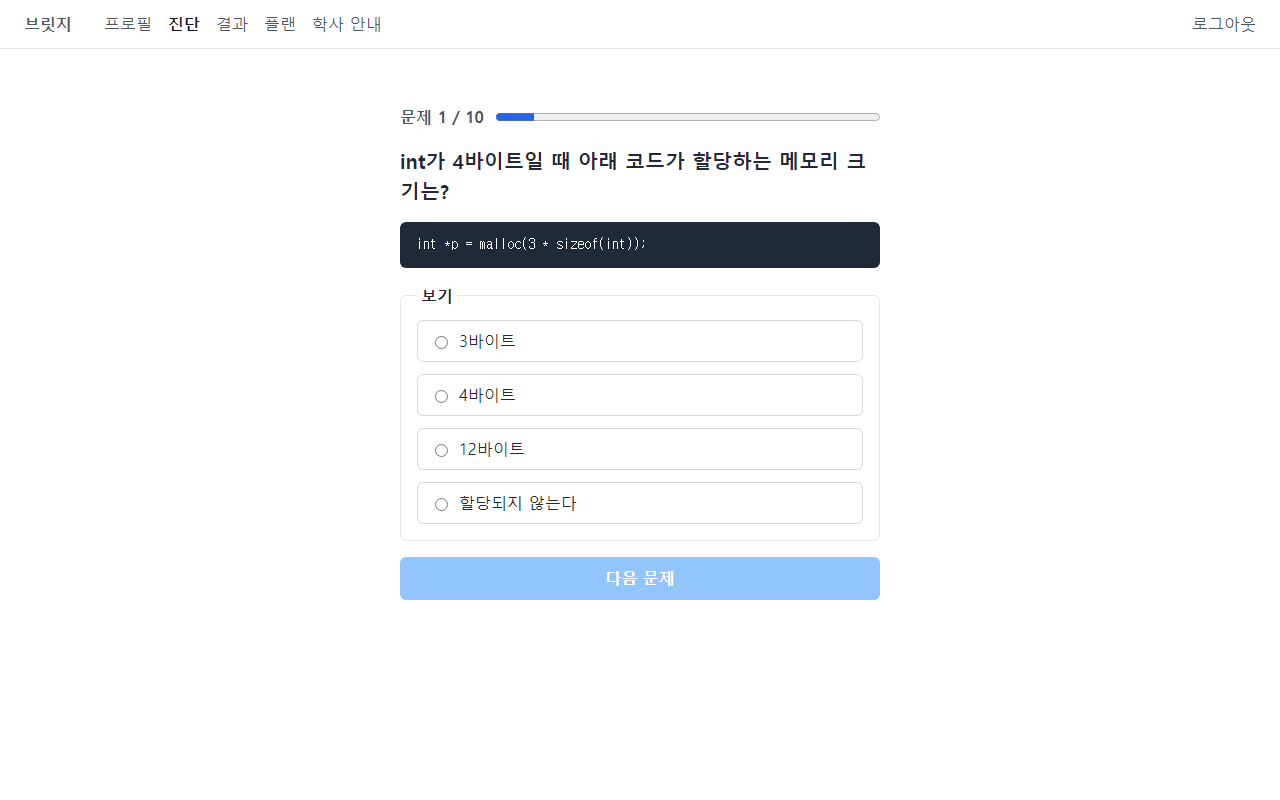 브릿지 프로필 진단 결과 플랜 학사 안내 로그아웃
문제 1 / 10
int가 4바이트일 때 아래 코드가 할당하는 메모리 크
기는?
int *p = malloc(3 * sizeof(int));
보기
3바이트
4바이트
12바이트
할당되지 않는다
다음 문제